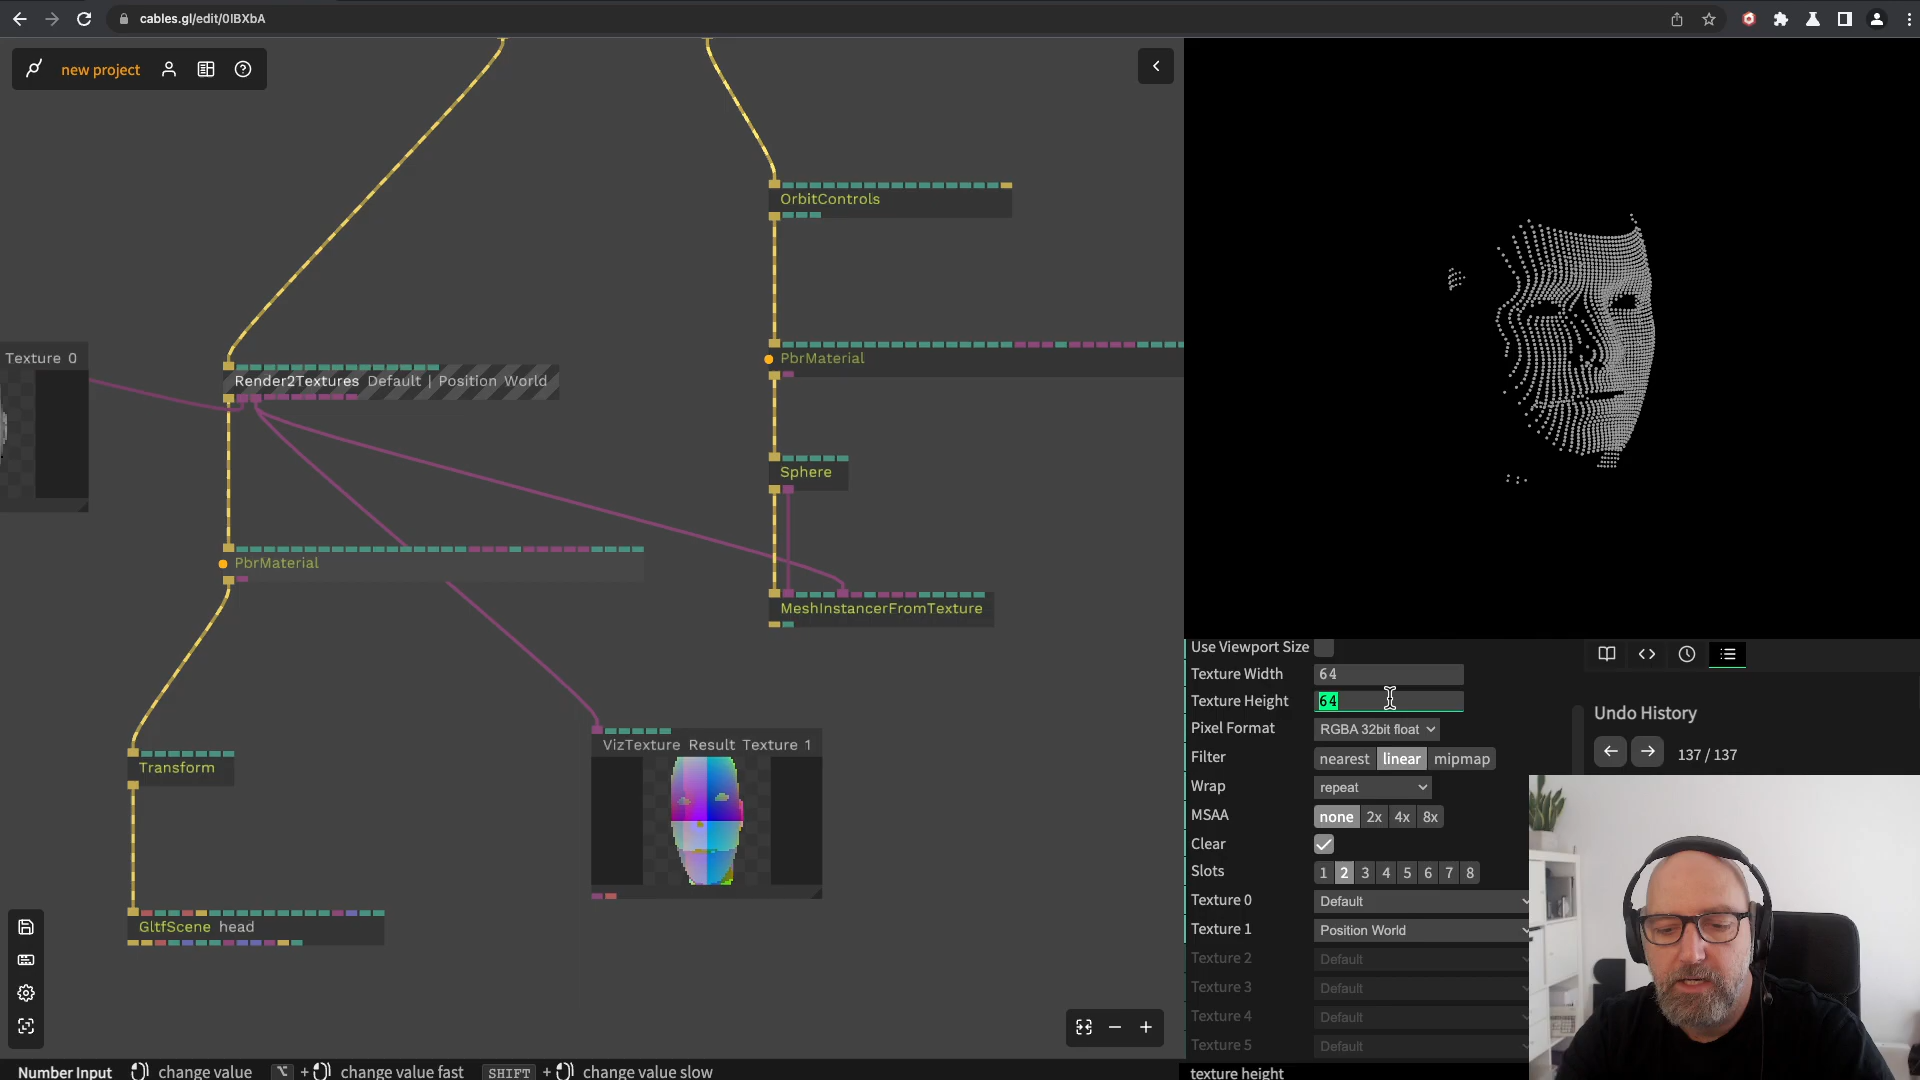 cables.gl/edit/0IBXbA
new project
OrbitControls
Texture 0
PbrMaterial
Render2Textures Default | Position World
Sphere
PbrMaterial
MeshInstancerFromTexture
VizTexture Result Texture 1
Transform
GltfScene head
Use Viewport Size
Texture Width 64
Texture Height 64
Pixel Format RGBA 32bit float
Filter nearest linear mipmap
Wrap repeat
MSAA none 2x 4x 8x
Clear
Slots 1 2 3 4 5 6 7 8
Texture 0 Default
Texture 1 Position World
Texture 2 Default
Texture 3 Default
Texture 4 Default
Texture 5 Default
Undo History
137 / 137
Number Input change value ⌥ + change value fast SHIFT + change value slow
texture height